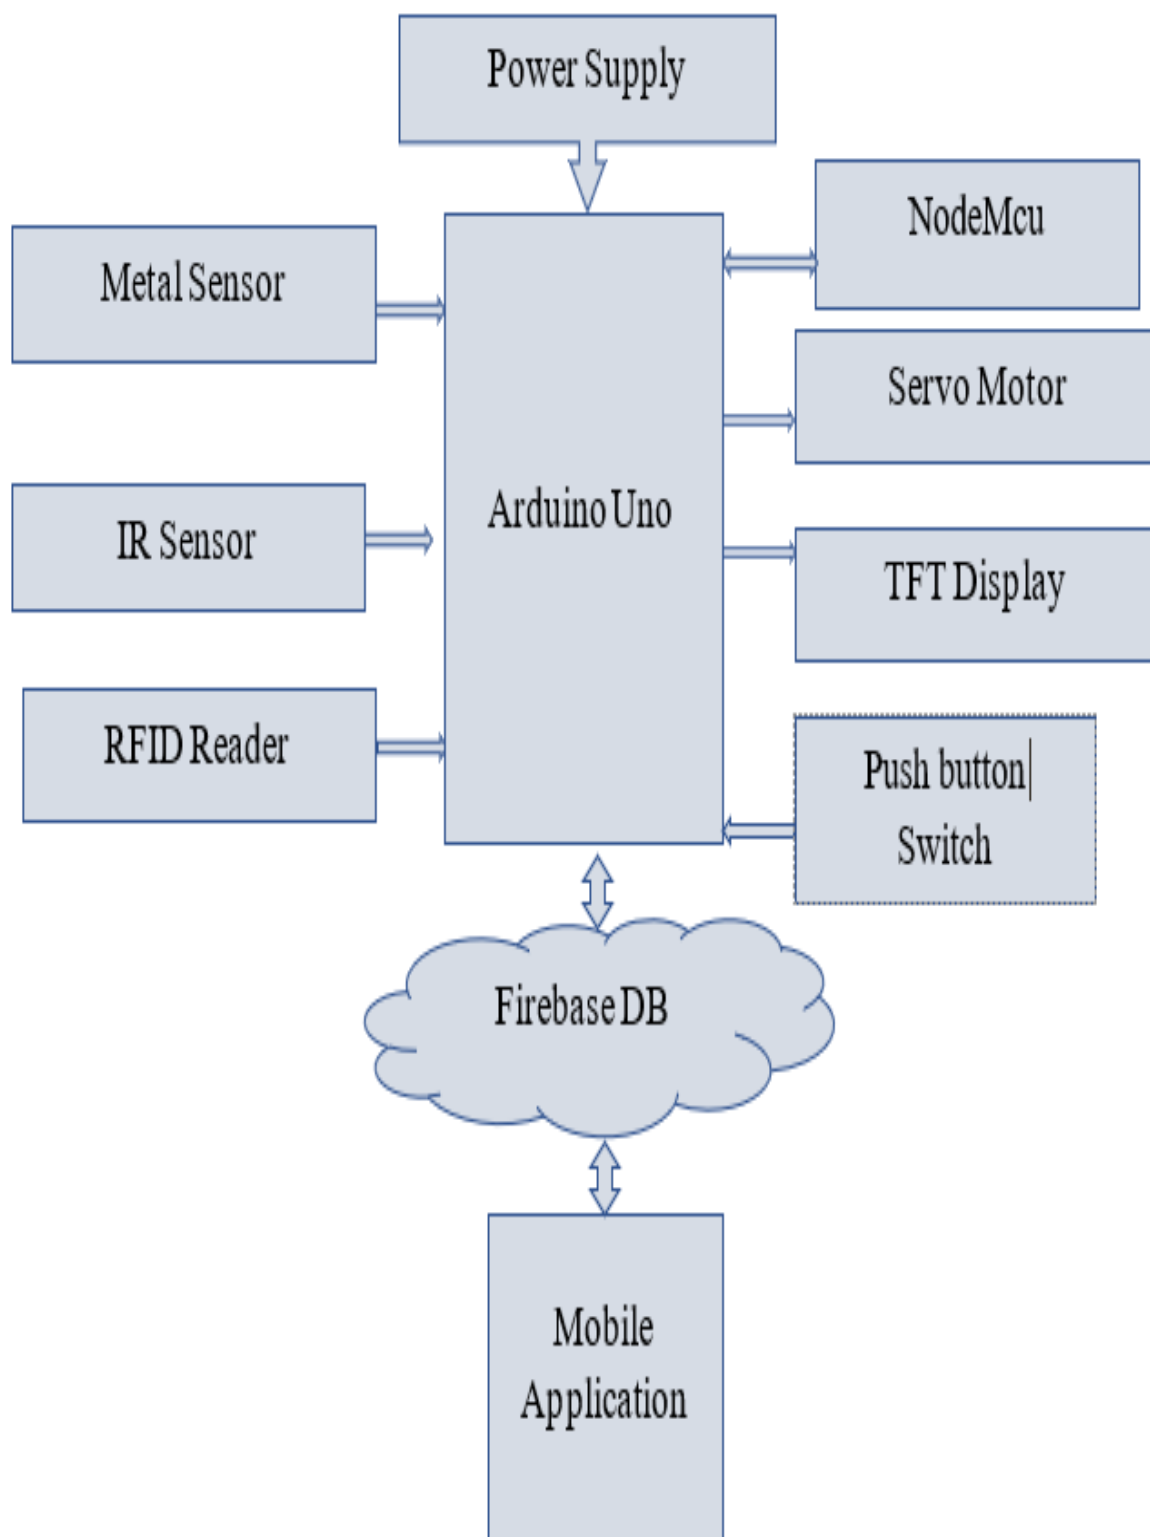 Power Supply
NodeMcu
Metal Sensor
Servo Motor
Arduino Uno
IR Sensor
TFT Display
RFID Reader
Push button
Switch
Firebase DB
Mobile
Application